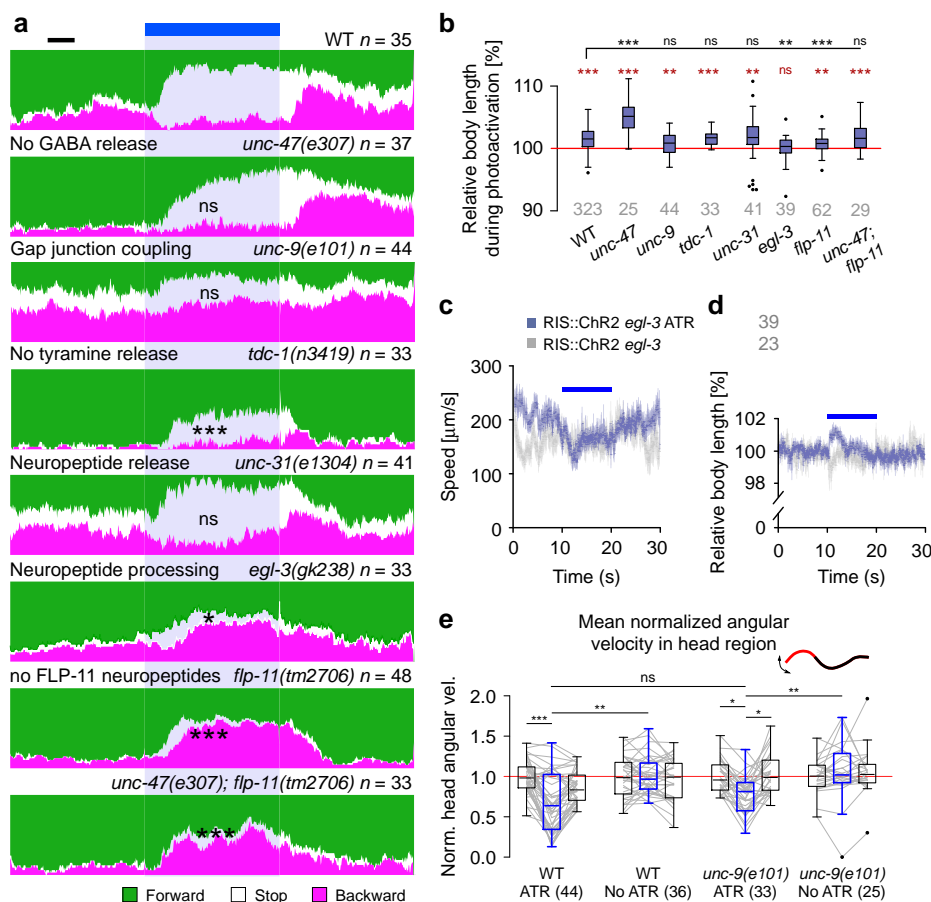 a
WT n = 35
No GABA release unc-47(e307) n = 37
ns
Gap junction coupling unc-9(e101) n = 44
ns
No tyramine release tdc-1(n3419) n = 33
***
Neuropeptide release unc-31(e1304) n = 41
ns
Neuropeptide processing egl-3(gk238) n = 33
*
no FLP-11 neuropeptides flp-11(tm2706) n = 48
***
unc-47(e307); flp-11(tm2706) n = 33
***
Forward Stop Backward
b
Relative body length
during photoactivation [%]
*** ns ns ns ** *** ns
*** *** ** *** ** ns ** ***
110
100
90
323 25 44 33 41 39 62 29
WT unc-47 unc-9 tdc-1 unc-31 egl-3 flp-11 unc-47;
flp-11
c
RIS::ChR2 egl-3 ATR 39
RIS::ChR2 egl-3 23
Speed [µm/s]
300
200
100
0
0 10 20 30
Time (s)
d
Relative body length [%]
102
100
98
0
0 10 20 30
Time (s)
e
Mean normalized angular
velocity in head region
Norm. head angular vel.
ns
*** ** * * **
2.0
1.5
1.0
0.5
0.0
WT WT unc-9(e101) unc-9(e101)
ATR (44) No ATR (36) ATR (33) No ATR (25)